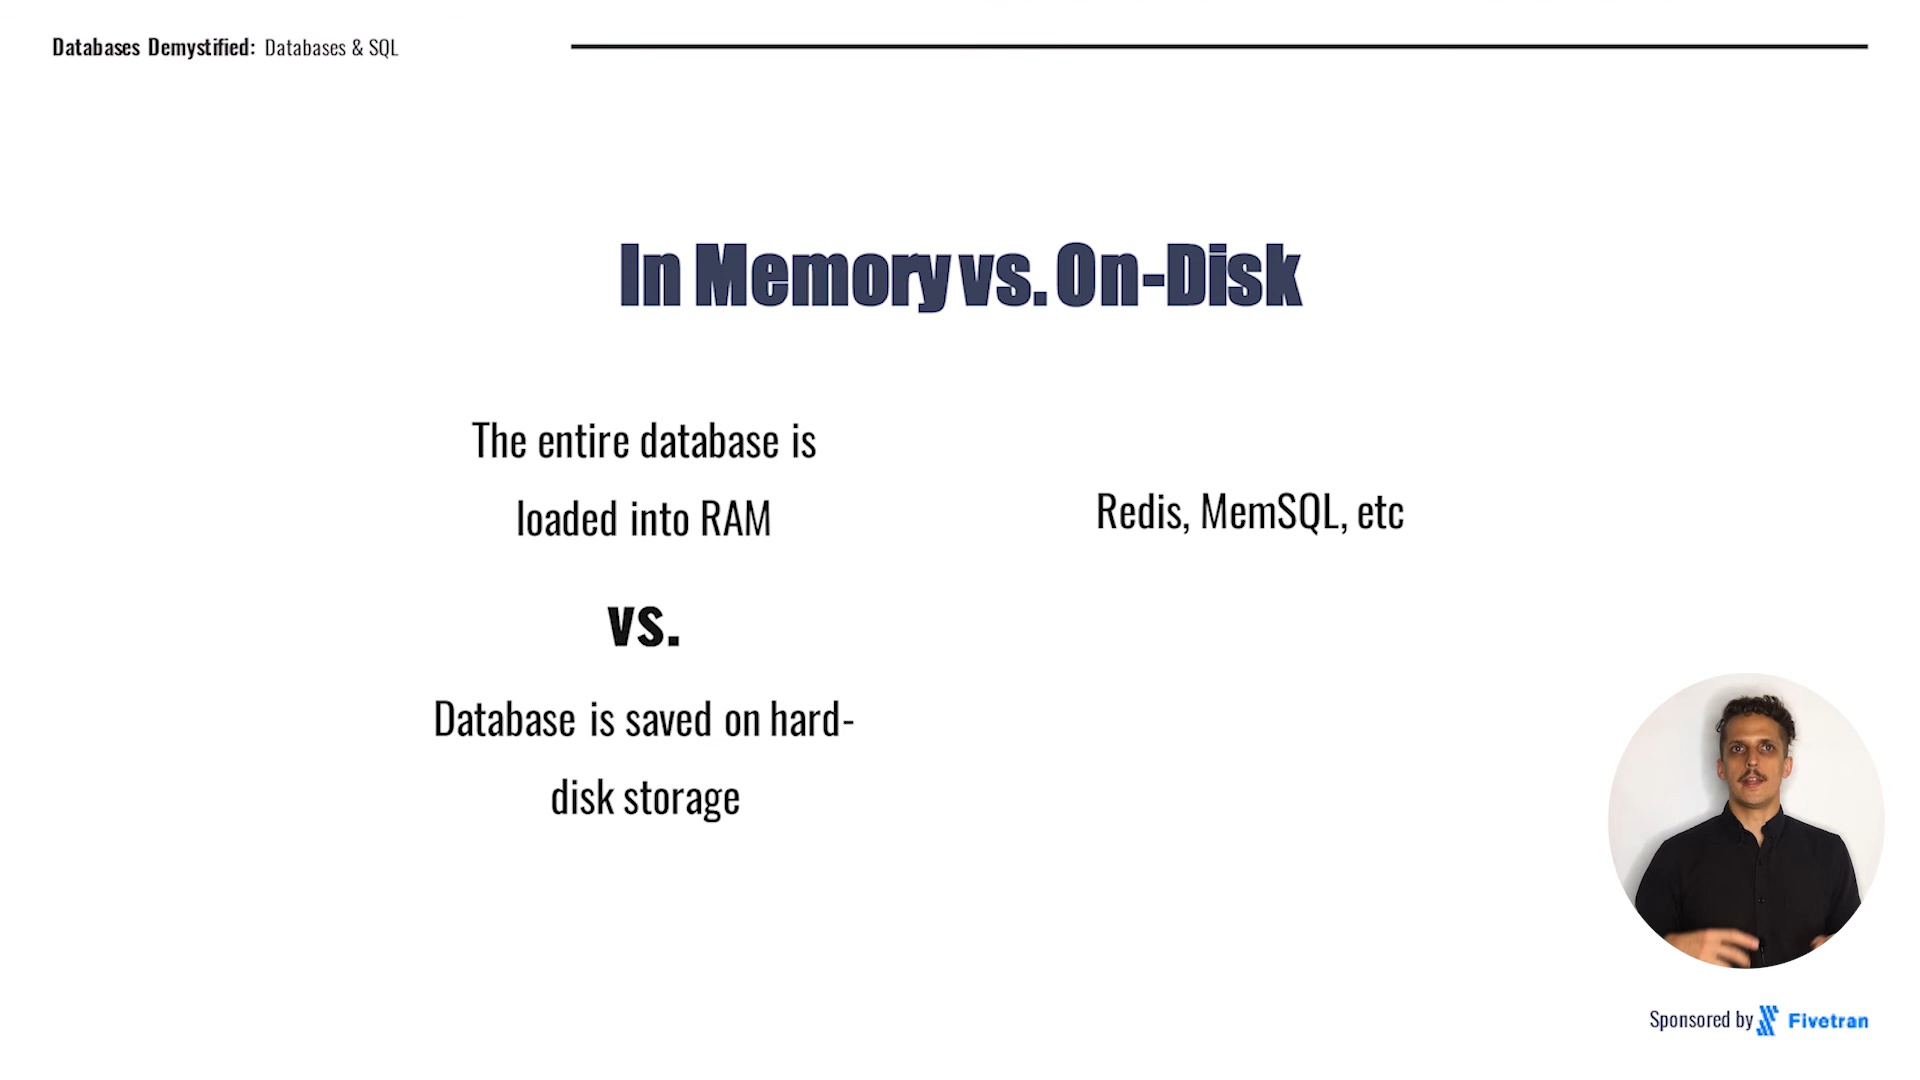 Databases Demystified: Databases & SQL
In Memory vs. On-Disk
The entire database is
loaded into RAM
Redis, MemSQL, etc
vs.
Database is saved on hard-
disk storage
Sponsored by Fivetran